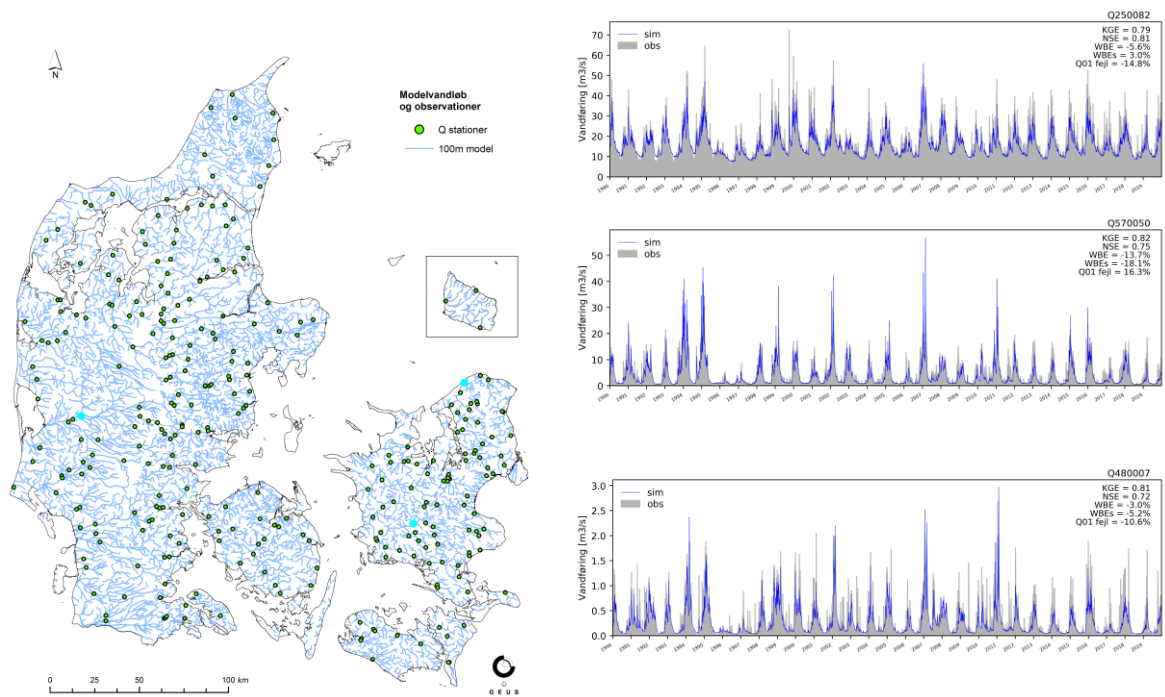 N
Modelvandløb
og observationer
Q stationer
100m model
0 25 50 100 km
GEUS
Q250082
sim
obs
KGE = 0.79
NSE = 0.81
WBE = -5.6%
WBEs = 3.0%
Q01 fejl = -14.8%
Vandføring [m3/s]
70
60
50
40
30
20
10
0
1990 1991 1992 1993 1994 1995 1996 1997 1998 1999 2000 2001 2002 2003 2004 2005 2006 2007 2008 2009 2010 2011 2012 2013 2014 2015 2016 2017 2018 2019
Q570050
sim
obs
KGE = 0.82
NSE = 0.75
WBE = -13.7%
WBEs = -18.1%
Q01 fejl = 16.3%
Vandføring [m3/s]
50
40
30
20
10
0
1990 1991 1992 1993 1994 1995 1996 1997 1998 1999 2000 2001 2002 2003 2004 2005 2006 2007 2008 2009 2010 2011 2012 2013 2014 2015 2016 2017 2018 2019
Q480007
sim
obs
KGE = 0.81
NSE = 0.72
WBE = -3.0%
WBEs = -5.2%
Q01 fejl = -10.6%
Vandføring [m3/s]
3.0
2.5
2.0
1.5
1.0
0.5
0.0
1990 1991 1992 1993 1994 1995 1996 1997 1998 1999 2000 2001 2002 2003 2004 2005 2006 2007 2008 2009 2010 2011 2012 2013 2014 2015 2016 2017 2018 2019